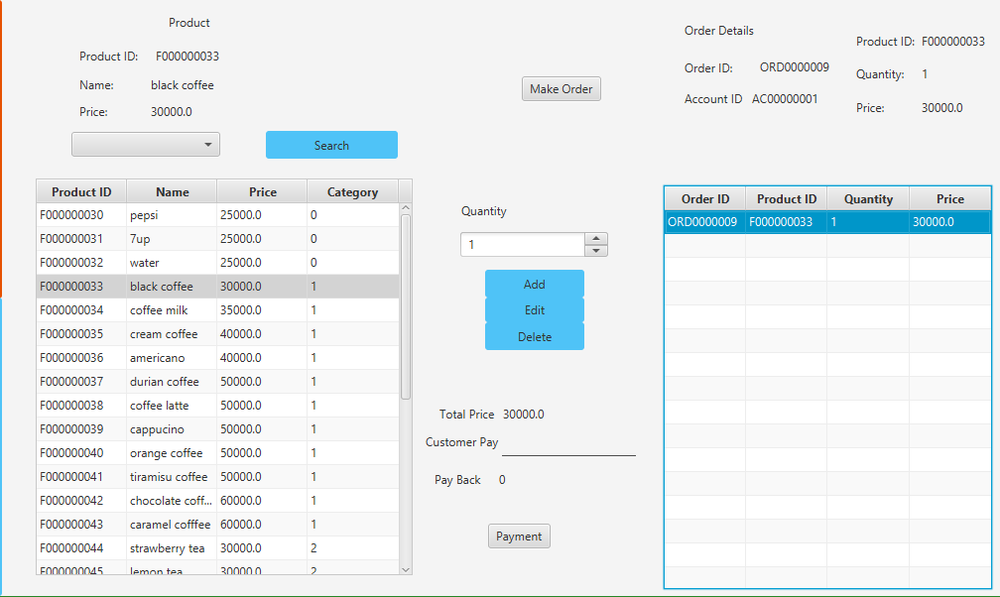 Product
Product ID: F000000033
Name: black coffee
Price: 30000.0
Search
Make Order
Order Details
Order ID: ORD0000009
Account ID AC00000001
Product ID: F000000033
Quantity: 1
Price: 30000.0
Product ID Name Price Category
F000000030 pepsi 25000.0 0
F000000031 7up 25000.0 0
F000000032 water 25000.0 0
F000000033 black coffee 30000.0 1
F000000034 coffee milk 35000.0 1
F000000035 cream coffee 40000.0 1
F000000036 americano 40000.0 1
F000000037 durian coffee 50000.0 1
F000000038 coffee latte 50000.0 1
F000000039 cappucino 50000.0 1
F000000040 orange coffee 50000.0 1
F000000041 tiramisu coffee 50000.0 1
F000000042 chocolate coff... 60000.0 1
F000000043 caramel cofffee 60000.0 1
F000000044 strawberry tea 30000.0 2
F000000045 lemon tea 30000.0 2
Quantity
1
Add
Edit
Delete
Total Price 30000.0
Customer Pay
Pay Back 0
Payment
Order ID Product ID Quantity Price
ORD0000009 F000000033 1 30000.0